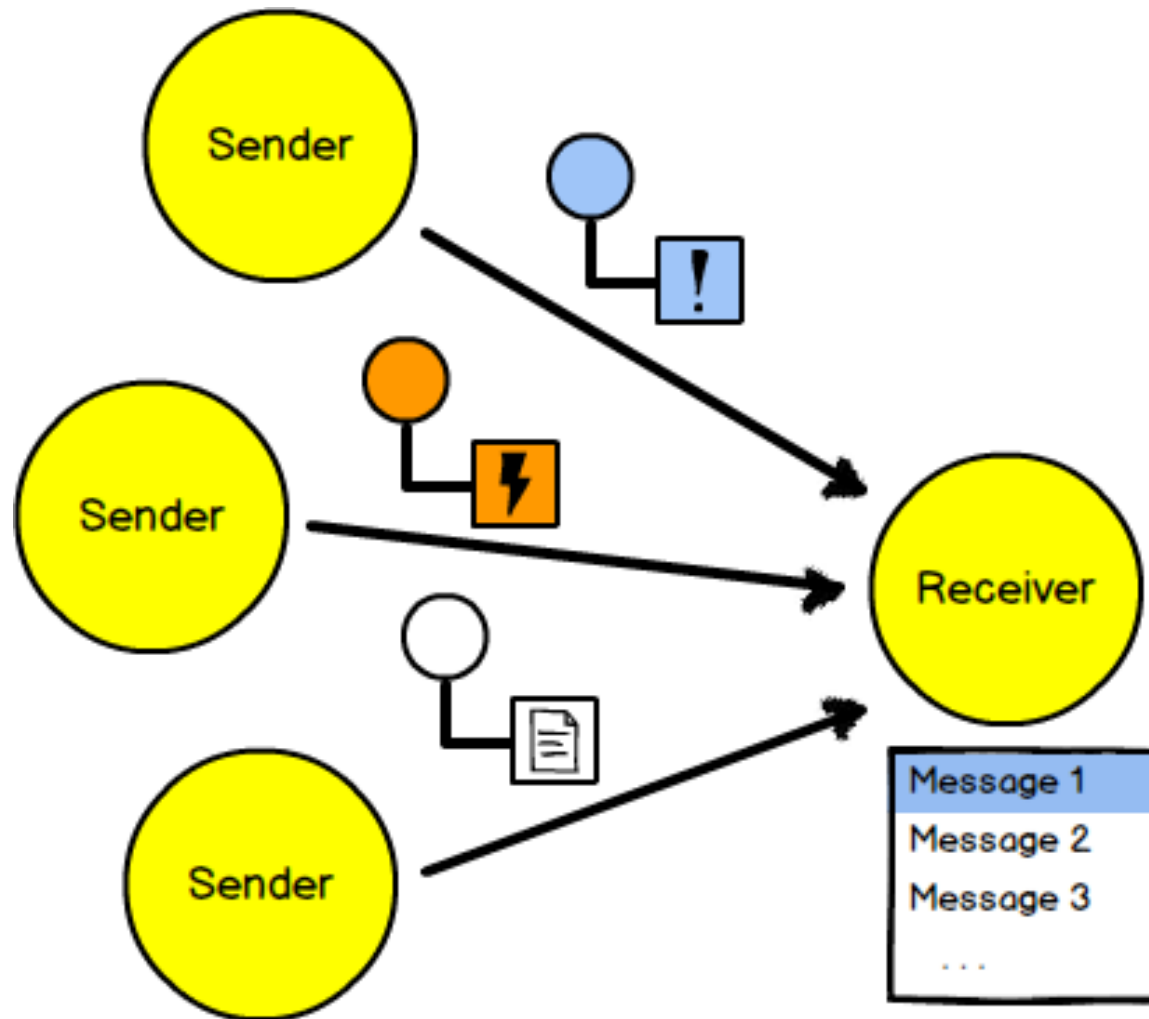 Sender
!
Sender
Receiver
Sender
Message 1
Message 2
Message 3
...